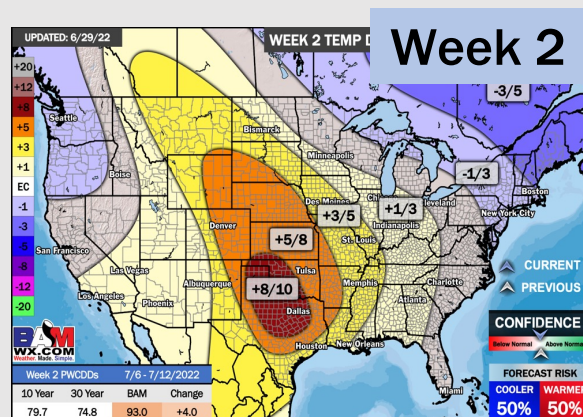 Week 2
UPDATED: 6/29/22
WEEK 2 TEMP D
+20
+12
+8
+5
+3
+1
EC
-1
-3
-5
-8
-12
-20
Seattle
Boise
San Francisco
Las Vegas
Los Angeles
Phoenix
Albuquerque
Denver
Bismarck
Minneapolis
Des Moines
Chi
St. Louis
Indianapolis
leveland
Tulsa
Dallas
Memphis
Houston
New Orleans
Atlanta
Charlotte
Miami
Boston
New York City
-3/5
-1/3
+1/3
+3/5
+5/8
+8/10
CURRENT
PREVIOUS
CONFIDENCE
Below Normal
Above Norma
FORECAST RISK
COOLER
WARME
50%
50%
BAM
WX.COM
Weather. Made. Simple.
Week 2 PWCDDs 7/6 - 7/12/2022
10 Year 30 Year BAM Change
79.7 74.8 93.0 +4.0